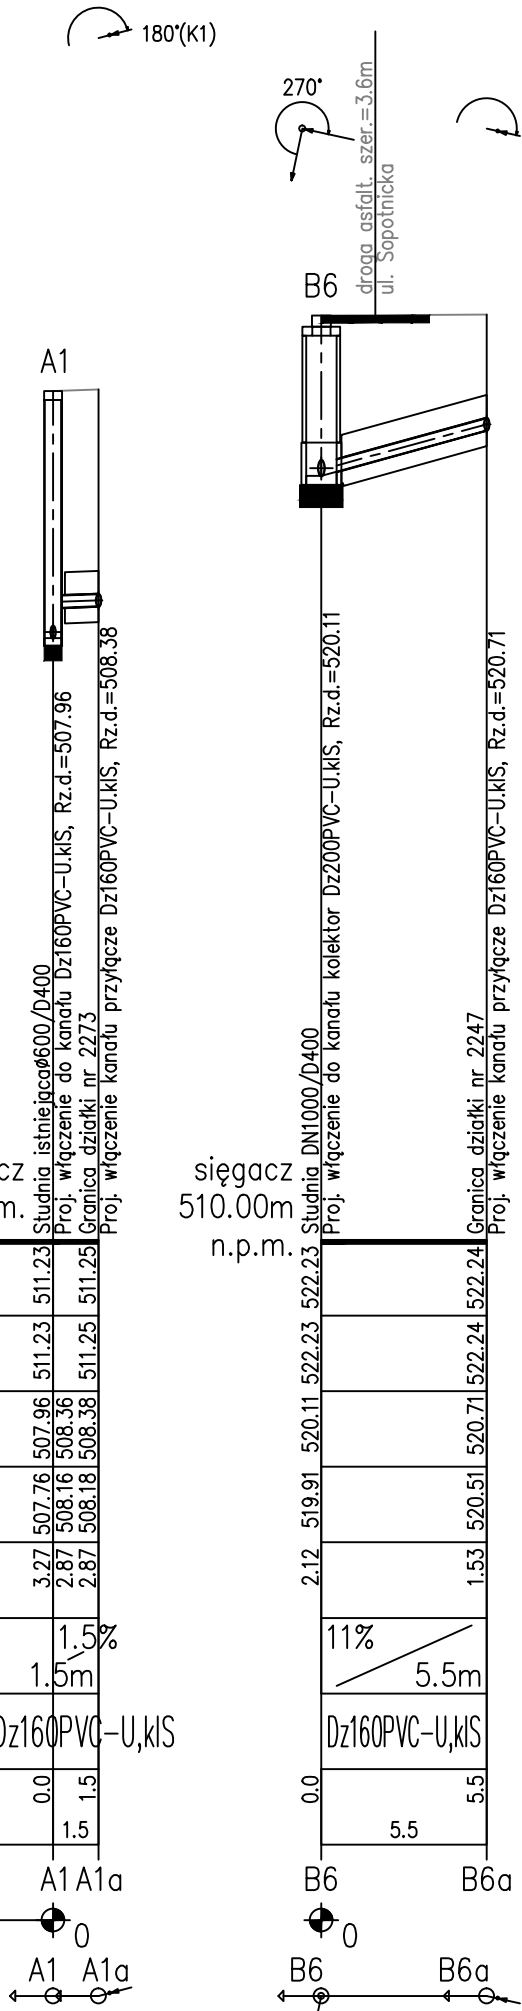 180°(K1)
270°
droga asfalt. szer.=3.6m
ul. Sopotnicka
B6
A1
Studnia istniejącaø600/D400
Proj. włączenie do kanału Dz160PVC-U.klS, Rz.d.=507.96
Granica działki nr 2273
Proj. włączenie kanału przyłącze Dz160PVC-U.klS, Rz.d.=508.38
Studnia DN1000/D400
Proj. włączenie do kanału kolektor Dz200PVC-U.klS, Rz.d.=520.11
Granica działki nr 2247
Proj. włączenie kanału przyłącze Dz160PVC-U.klS, Rz.d.=520.71
cz
m.
sięgacz
510.00m
n.p.m.
511.23 511.25
511.23 511.25
507.96 508.36 508.38
507.76 508.16 508.18
3.27 2.87 2.87
1.5%
1.5m
Dz160PVC-U,klS
0.0 1.5
1.5
A1 A1a
0
A1 A1a
522.23 522.24
522.23 522.24
520.11 520.71
519.91 520.51
2.12 1.53
11%
5.5m
Dz160PVC-U,klS
0.0 5.5
5.5
B6 B6a
0
B6 B6a